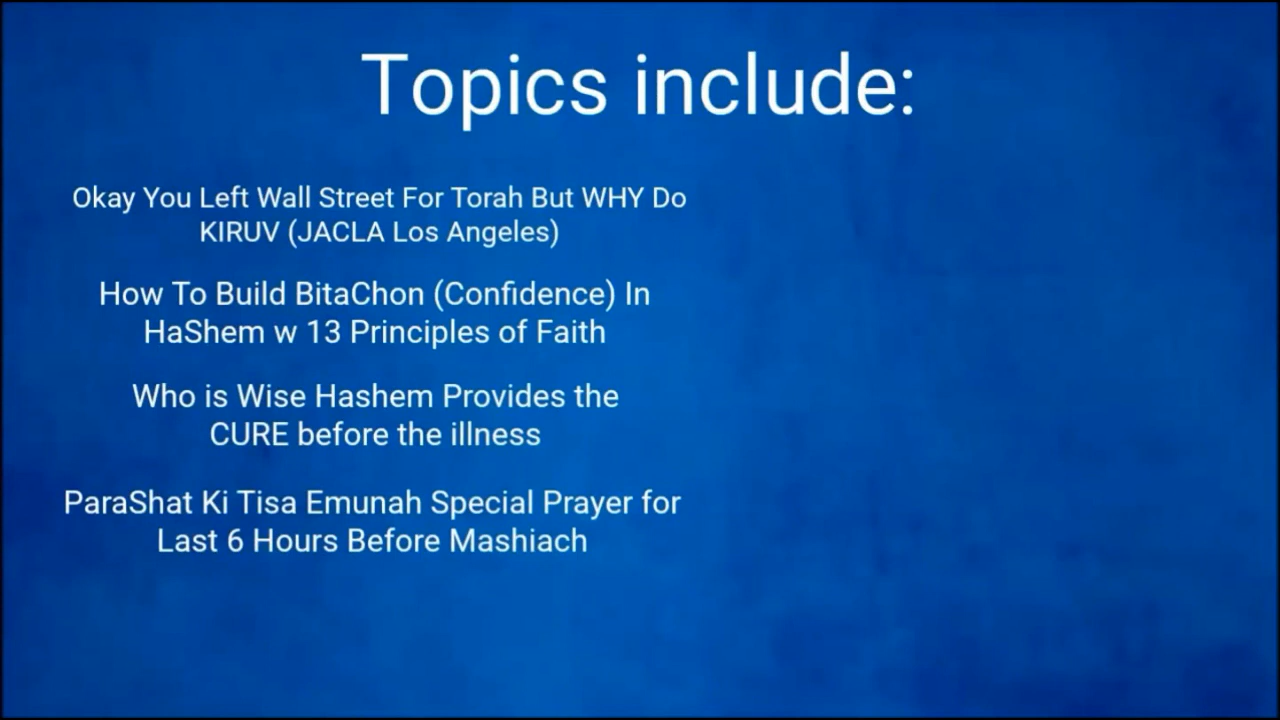 Topics include:
Okay You Left Wall Street For Torah But WHY Do
KIRUV (JACLA Los Angeles)
How To Build BitaChon (Confidence) In
HaShem w 13 Principles of Faith
Who is Wise Hashem Provides the
CURE before the illness
ParaShat Ki Tisa Emunah Special Prayer for
Last 6 Hours Before Mashiach